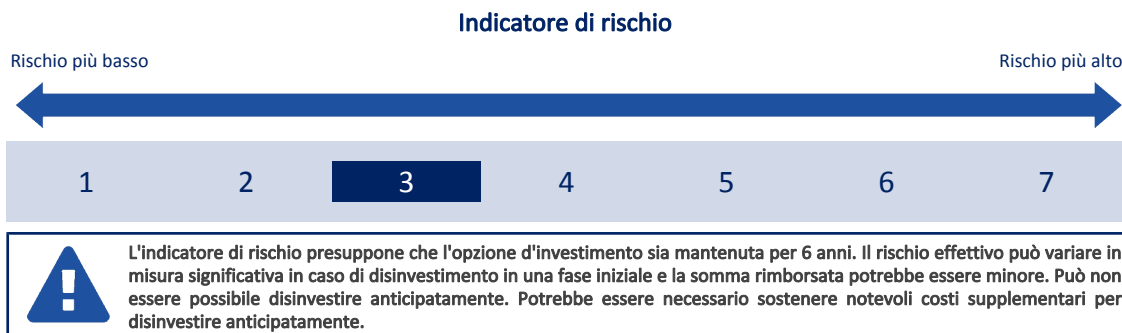 Indicatore di rischio
Rischio più basso
Rischio più alto
1 2 3 4 5 6 7
L'indicatore di rischio presuppone che l'opzione d'investimento sia mantenuta per 6 anni. Il rischio effettivo può variare in
misura significativa in caso di disinvestimento in una fase iniziale e la somma rimborsata potrebbe essere minore. Può non
essere possibile disinvestire anticipatamente. Potrebbe essere necessario sostenere notevoli costi supplementari per
disinvestire anticipatamente.